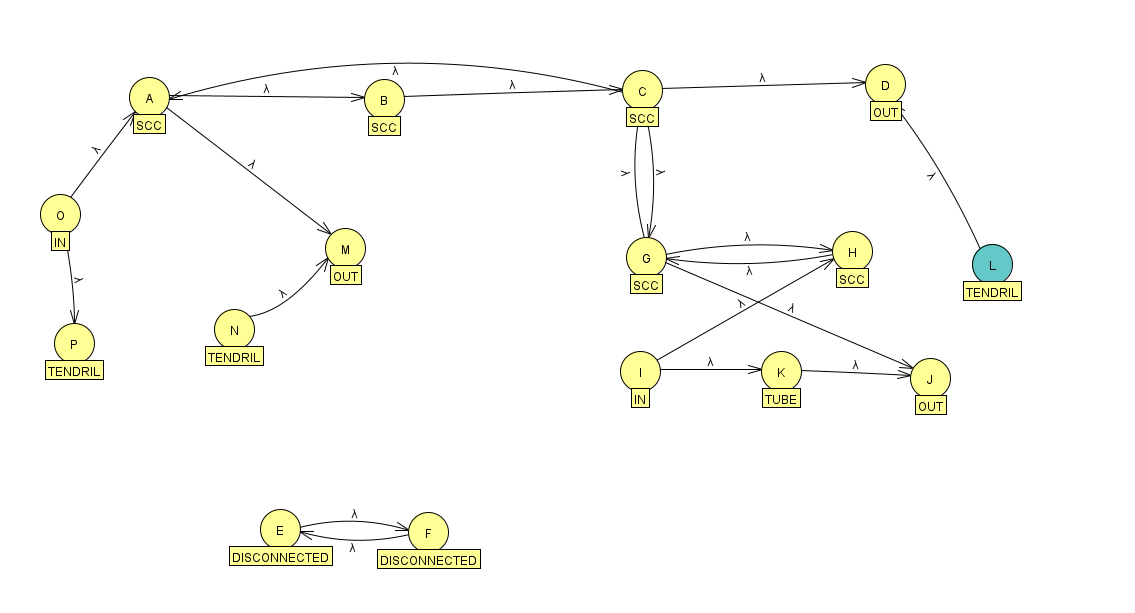 λ
D
A
λ
λ
λ
C
B
OUT
SCC
SCC
SCC
λ
λ
λ
λ
λ
O
IN
λ
M
G
H
L
OUT
SCC
λ
SCC
TENDRIL
λ
λ
λ
λ
N
P
TENDRIL
λ
λ
TENDRIL
I
K
J
IN
TUBE
OUT
λ
E
F
DISCONNECTED
λ
DISCONNECTED